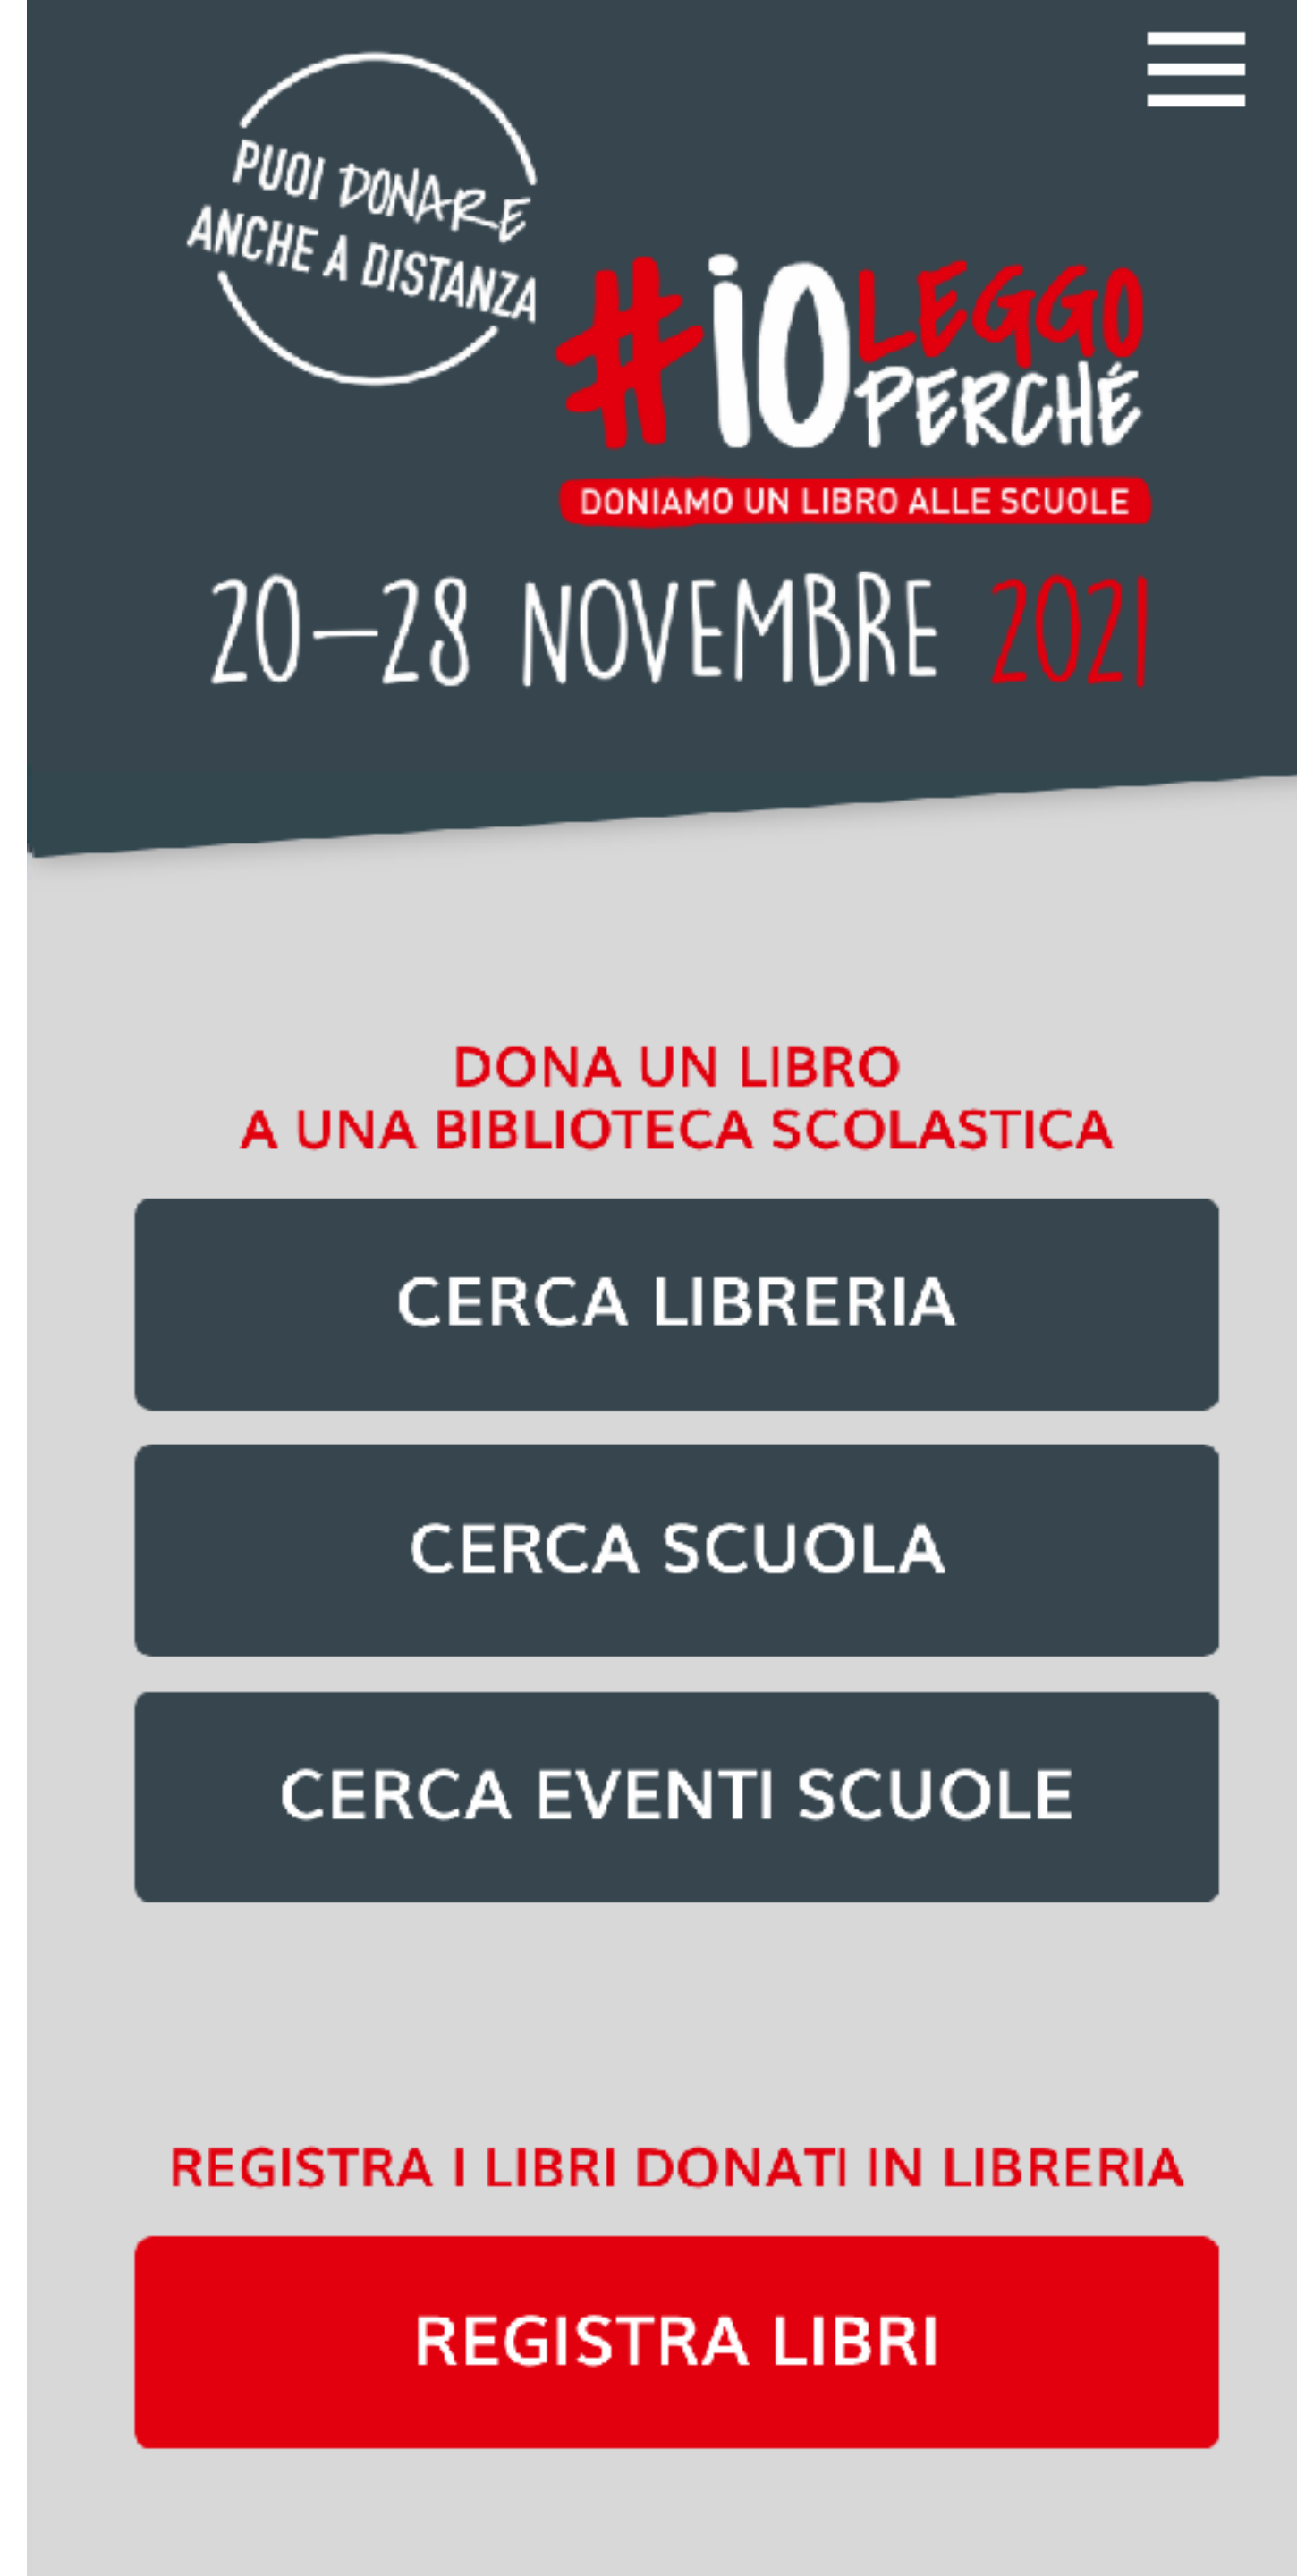 PUOI DONARE
ANCHE A DISTANZA
#iO LEGGO
PERCHÉ
DONIAMO UN LIBRO ALLE SCUOLE
20–28 NOVEMBRE 2021
DONA UN LIBRO
A UNA BIBLIOTECA SCOLASTICA
CERCA LIBRERIA
CERCA SCUOLA
CERCA EVENTI SCUOLE
REGISTRA I LIBRI DONATI IN LIBRERIA
REGISTRA LIBRI